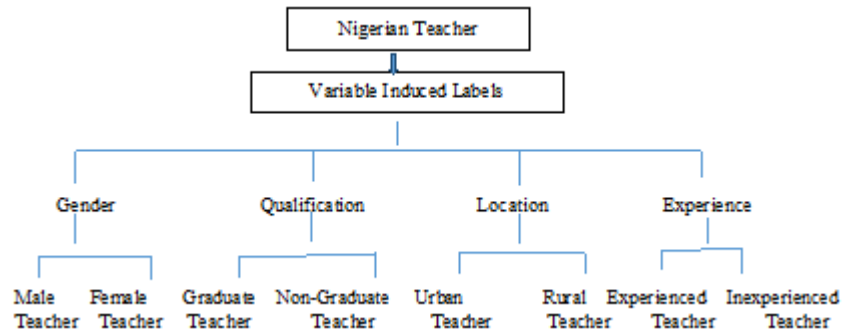 Nigerian Teacher
Variable Induced Labels
Gender Qualification Location Experience
Male Female Graduate Non-Graduate Urban Rural Experienced Inexperienced
Teacher Teacher Teacher Teacher Teacher Teacher Teacher Teacher